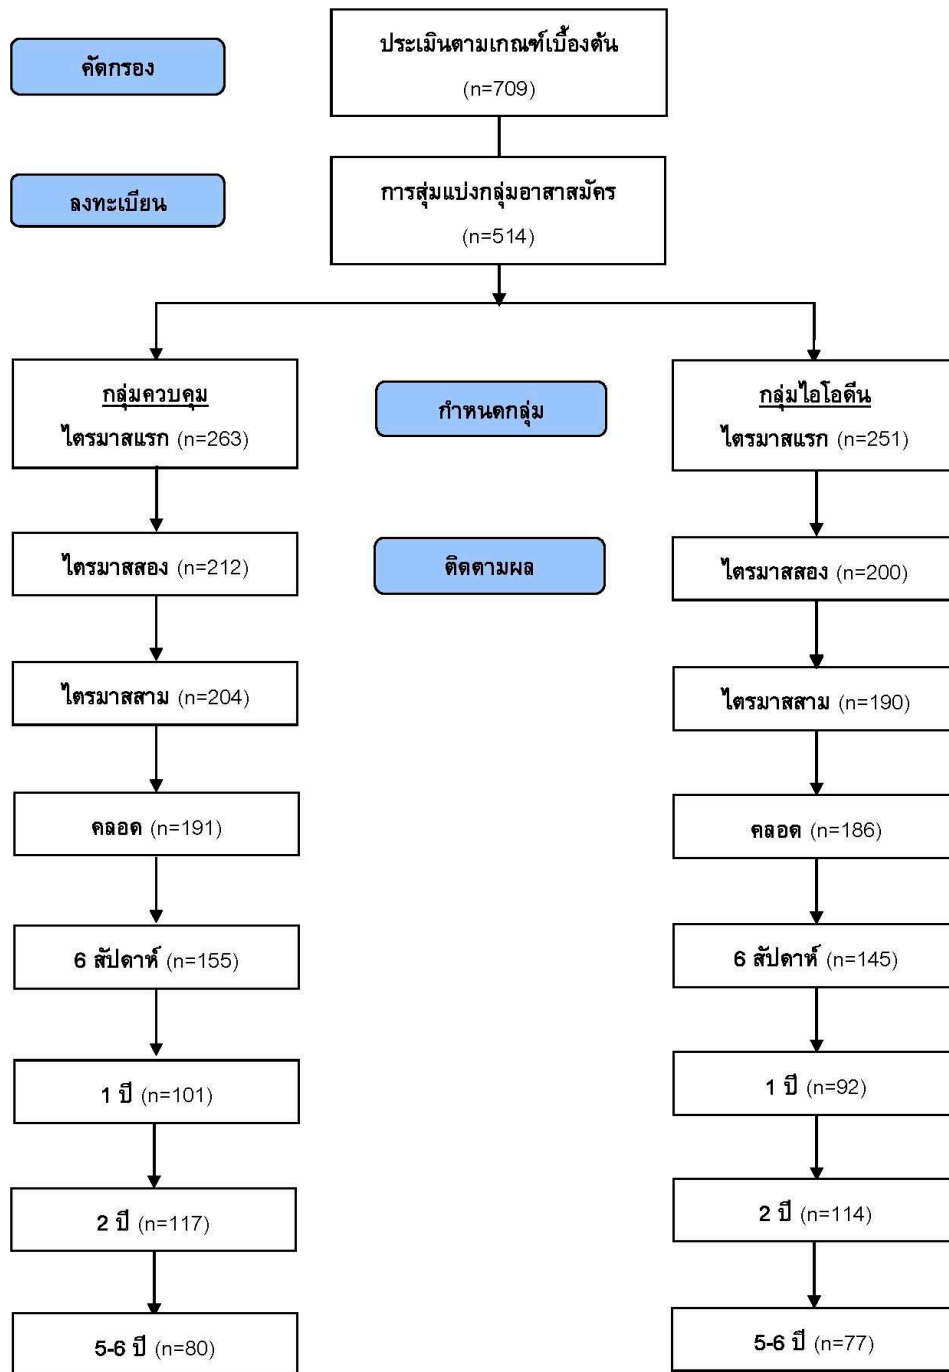 คัดกรอง
ประเมินตามเกณฑ์เบื้องต้น
(n=709)
ลงทะเบียน
การสุ่มแบ่งกลุ่มอาสาสมัคร
(n=514)
กลุ่มควบคุม
ไตรมาสแรก (n=263)
กำหนดกลุ่ม
กลุ่มไอโอดีน
ไตรมาสแรก (n=251)
ไตรมาสสอง (n=212)
ติดตามผล
ไตรมาสสอง (n=200)
ไตรมาสสาม (n=204)
ไตรมาสสาม (n=190)
คลอด (n=191)
คลอด (n=186)
6 สัปดาห์ (n=155)
6 สัปดาห์ (n=145)
1 ปี (n=101)
1 ปี (n=92)
2 ปี (n=117)
2 ปี (n=114)
5-6 ปี (n=80)
5-6 ปี (n=77)